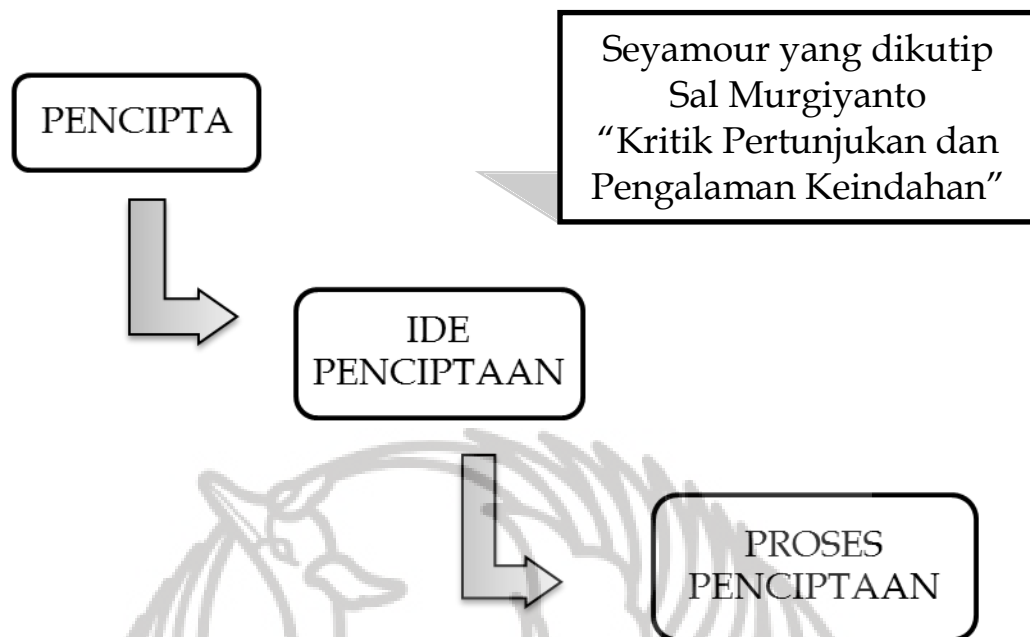 Seyamour yang dikutip
Sal Murgiyanto
“Kritik Pertunjukan dan
Pengalaman Keindahan”
PENCIPTA
IDE
PENCIPTAAN
PROSES
PENCIPTAAN